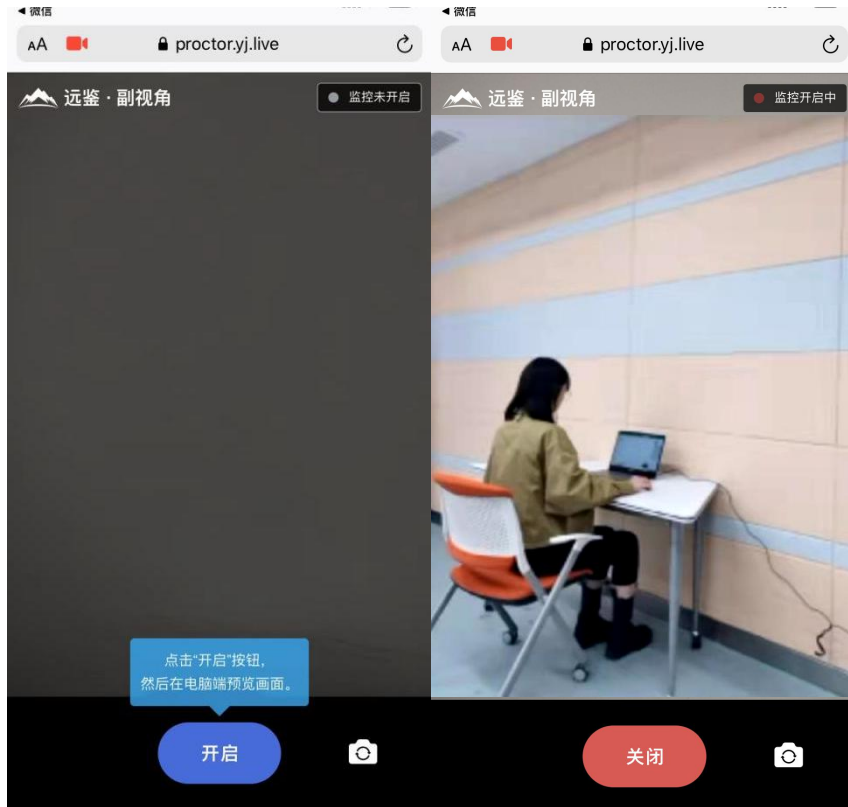 ◀ 微信
AA proctor.yj.live
远鉴 · 副视角
监控未开启
点击“开启”按钮,
然后在电脑端预览画面。
开启
◀ 微信
AA proctor.yj.live
远鉴 · 副视角
监控开启中
关闭